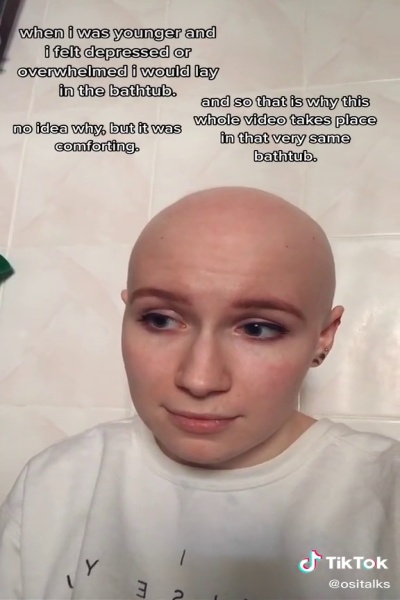 when i was younger and
i felt depressed or
overwhelmed i would lay
in the bathtub.
no idea why, but it was
comforting.
and so that is why this
whole video takes place
in that very same
bathtub.
TikTok
@ositalks